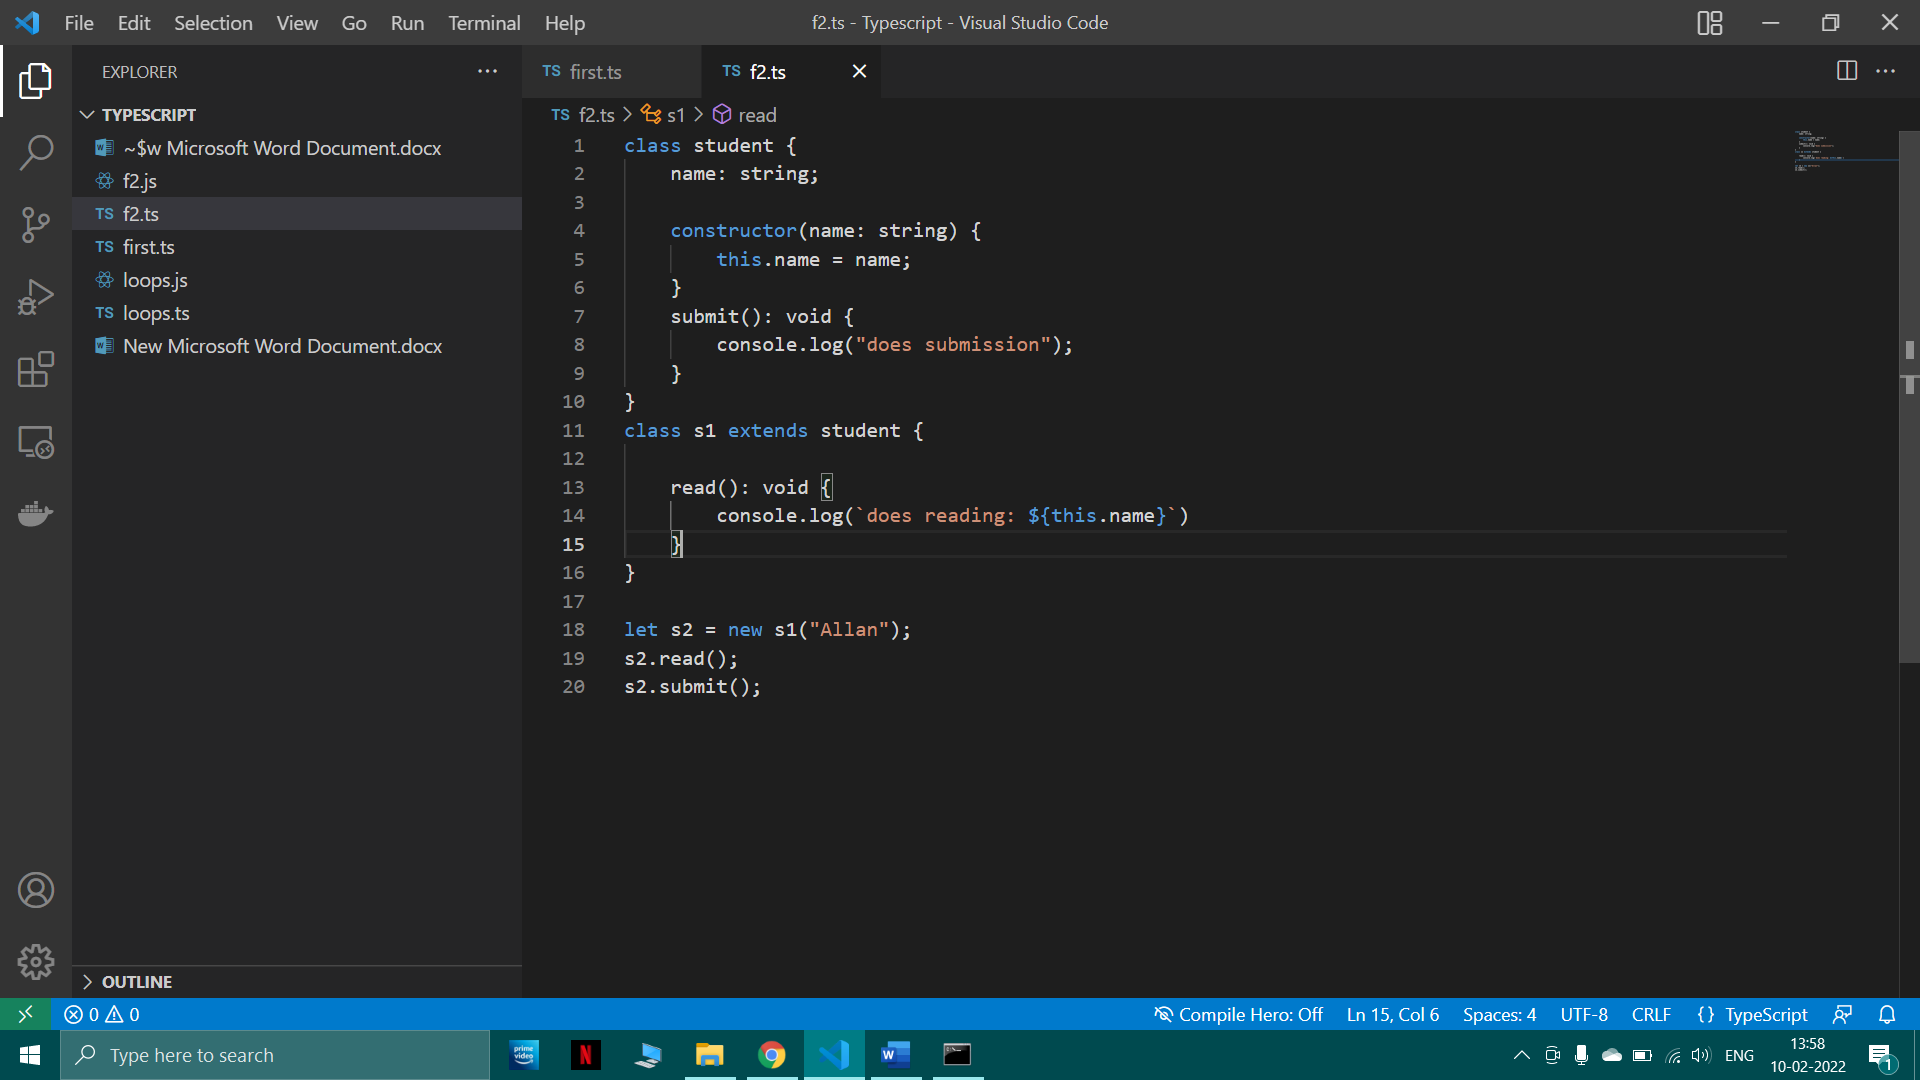 File Edit Selection View Go Run Terminal Help
f2.ts - Typescript - Visual Studio Code
EXPLORER
TYPESCRIPT
~$w Microsoft Word Document.docx
f2.js
TS f2.ts
TS first.ts
loops.js
TS loops.ts
New Microsoft Word Document.docx
OUTLINE
TS first.ts
TS f2.ts
TS f2.ts > s1 > read
1 class student {
2 name: string;
3
4 constructor(name: string) {
5 this.name = name;
6 }
7 submit(): void {
8 console.log("does submission");
9 }
10 }
11 class s1 extends student {
12
13 read(): void {
14 console.log(`does reading: ${this.name}`)
15 }
16 }
17
18 let s2 = new s1("Allan");
19 s2.read();
20 s2.submit();
0 0
Compile Hero: Off Ln 15, Col 6 Spaces: 4 UTF-8 CRLF {} TypeScript
Type here to search
prime video
N
W
ENG
13:58
10-02-2022
1